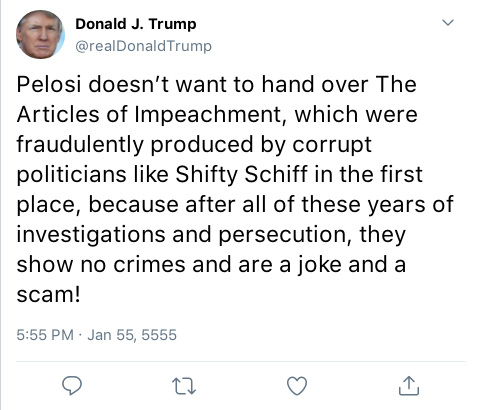 Donald J. Trump
@realDonaldTrump
Pelosi doesn’t want to hand over The
Articles of Impeachment, which were
fraudulently produced by corrupt
politicians like Shifty Schiff in the first
place, because after all of these years of
investigations and persecution, they
show no crimes and are a joke and a
scam!
5:55 PM · Jan 55, 5555